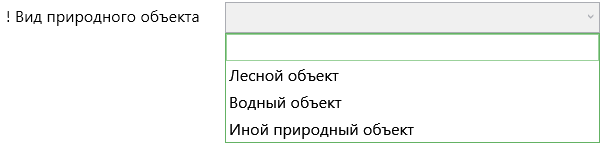 ! Вид природного объекта
Лесной объект
Водный объект
Иной природный объект